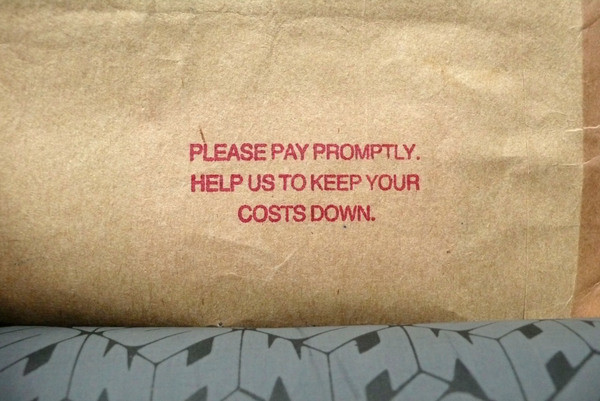 PLEASE PAY PROMPTLY.
HELP US TO KEEP YOUR
COSTS DOWN.